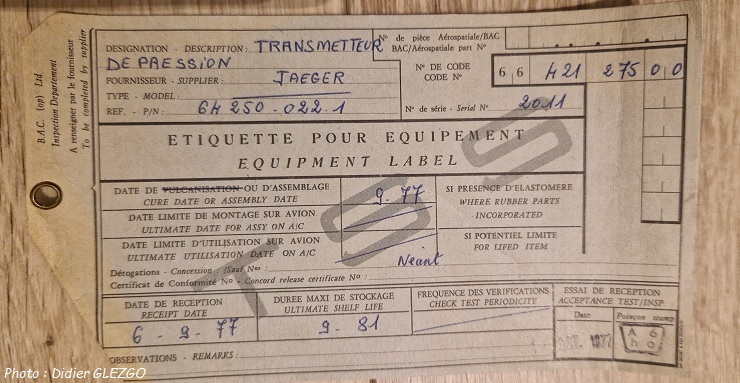 B.A.C. (op) Ltd
Inspection Department
A renseigner par le fournisseur
To be completed by supplier
DESIGNATION - DESCRIPTION: TRANSMETTEUR
DE PRESSION
FOURNISSEUR - SUPPLIER: JAEGER
TYPE - MODEL:
REF. - P/N: 64 250-022.1
N° de pièce Aérospatiale/BAC
BAC/Aérospatiale part N°
N° DE CODE
CODE N°
66 421 275 00
N° de série - Serial N° 2011
ETIQUETTE POUR EQUIPEMENT
EQUIPMENT LABEL
TSS
DATE DE VULCANISATION OU D'ASSEMBLAGE
CURE DATE OR ASSEMBLY DATE
9-77
SI PRESENCE D'ELASTOMERE
WHERE RUBBER PARTS
INCORPORATED
DATE LIMITE DE MONTAGE SUR AVION
ULTIMATE DATE FOR ASSY ON A/C
DATE LIMITE D'UTILISATION SUR AVION
ULTIMATE UTILISATION DATE ON A/C
SI POTENTIEL LIMITE
FOR LIFED ITEM
Dérogations - Concession : (Sauf Nos :
Néant
Certificat de Conformité N° - Concord release certificate N° :
DATE DE RECEPTION
RECEIPT DATE
6-9-77
DUREE MAXI DE STOCKAGE
ULTIMATE SHELF LIFE
9-81
FREQUENCE DES VERIFICATIONS
CHECK TEST PERIODICITY
ESSAI DE RECEPTION
ACCEPTANCE TEST/INSP
Date
Poinçon stamp
1977
A 6
h 0
OBSERVATIONS - REMARKS:
Photo : Didier GLEZGO